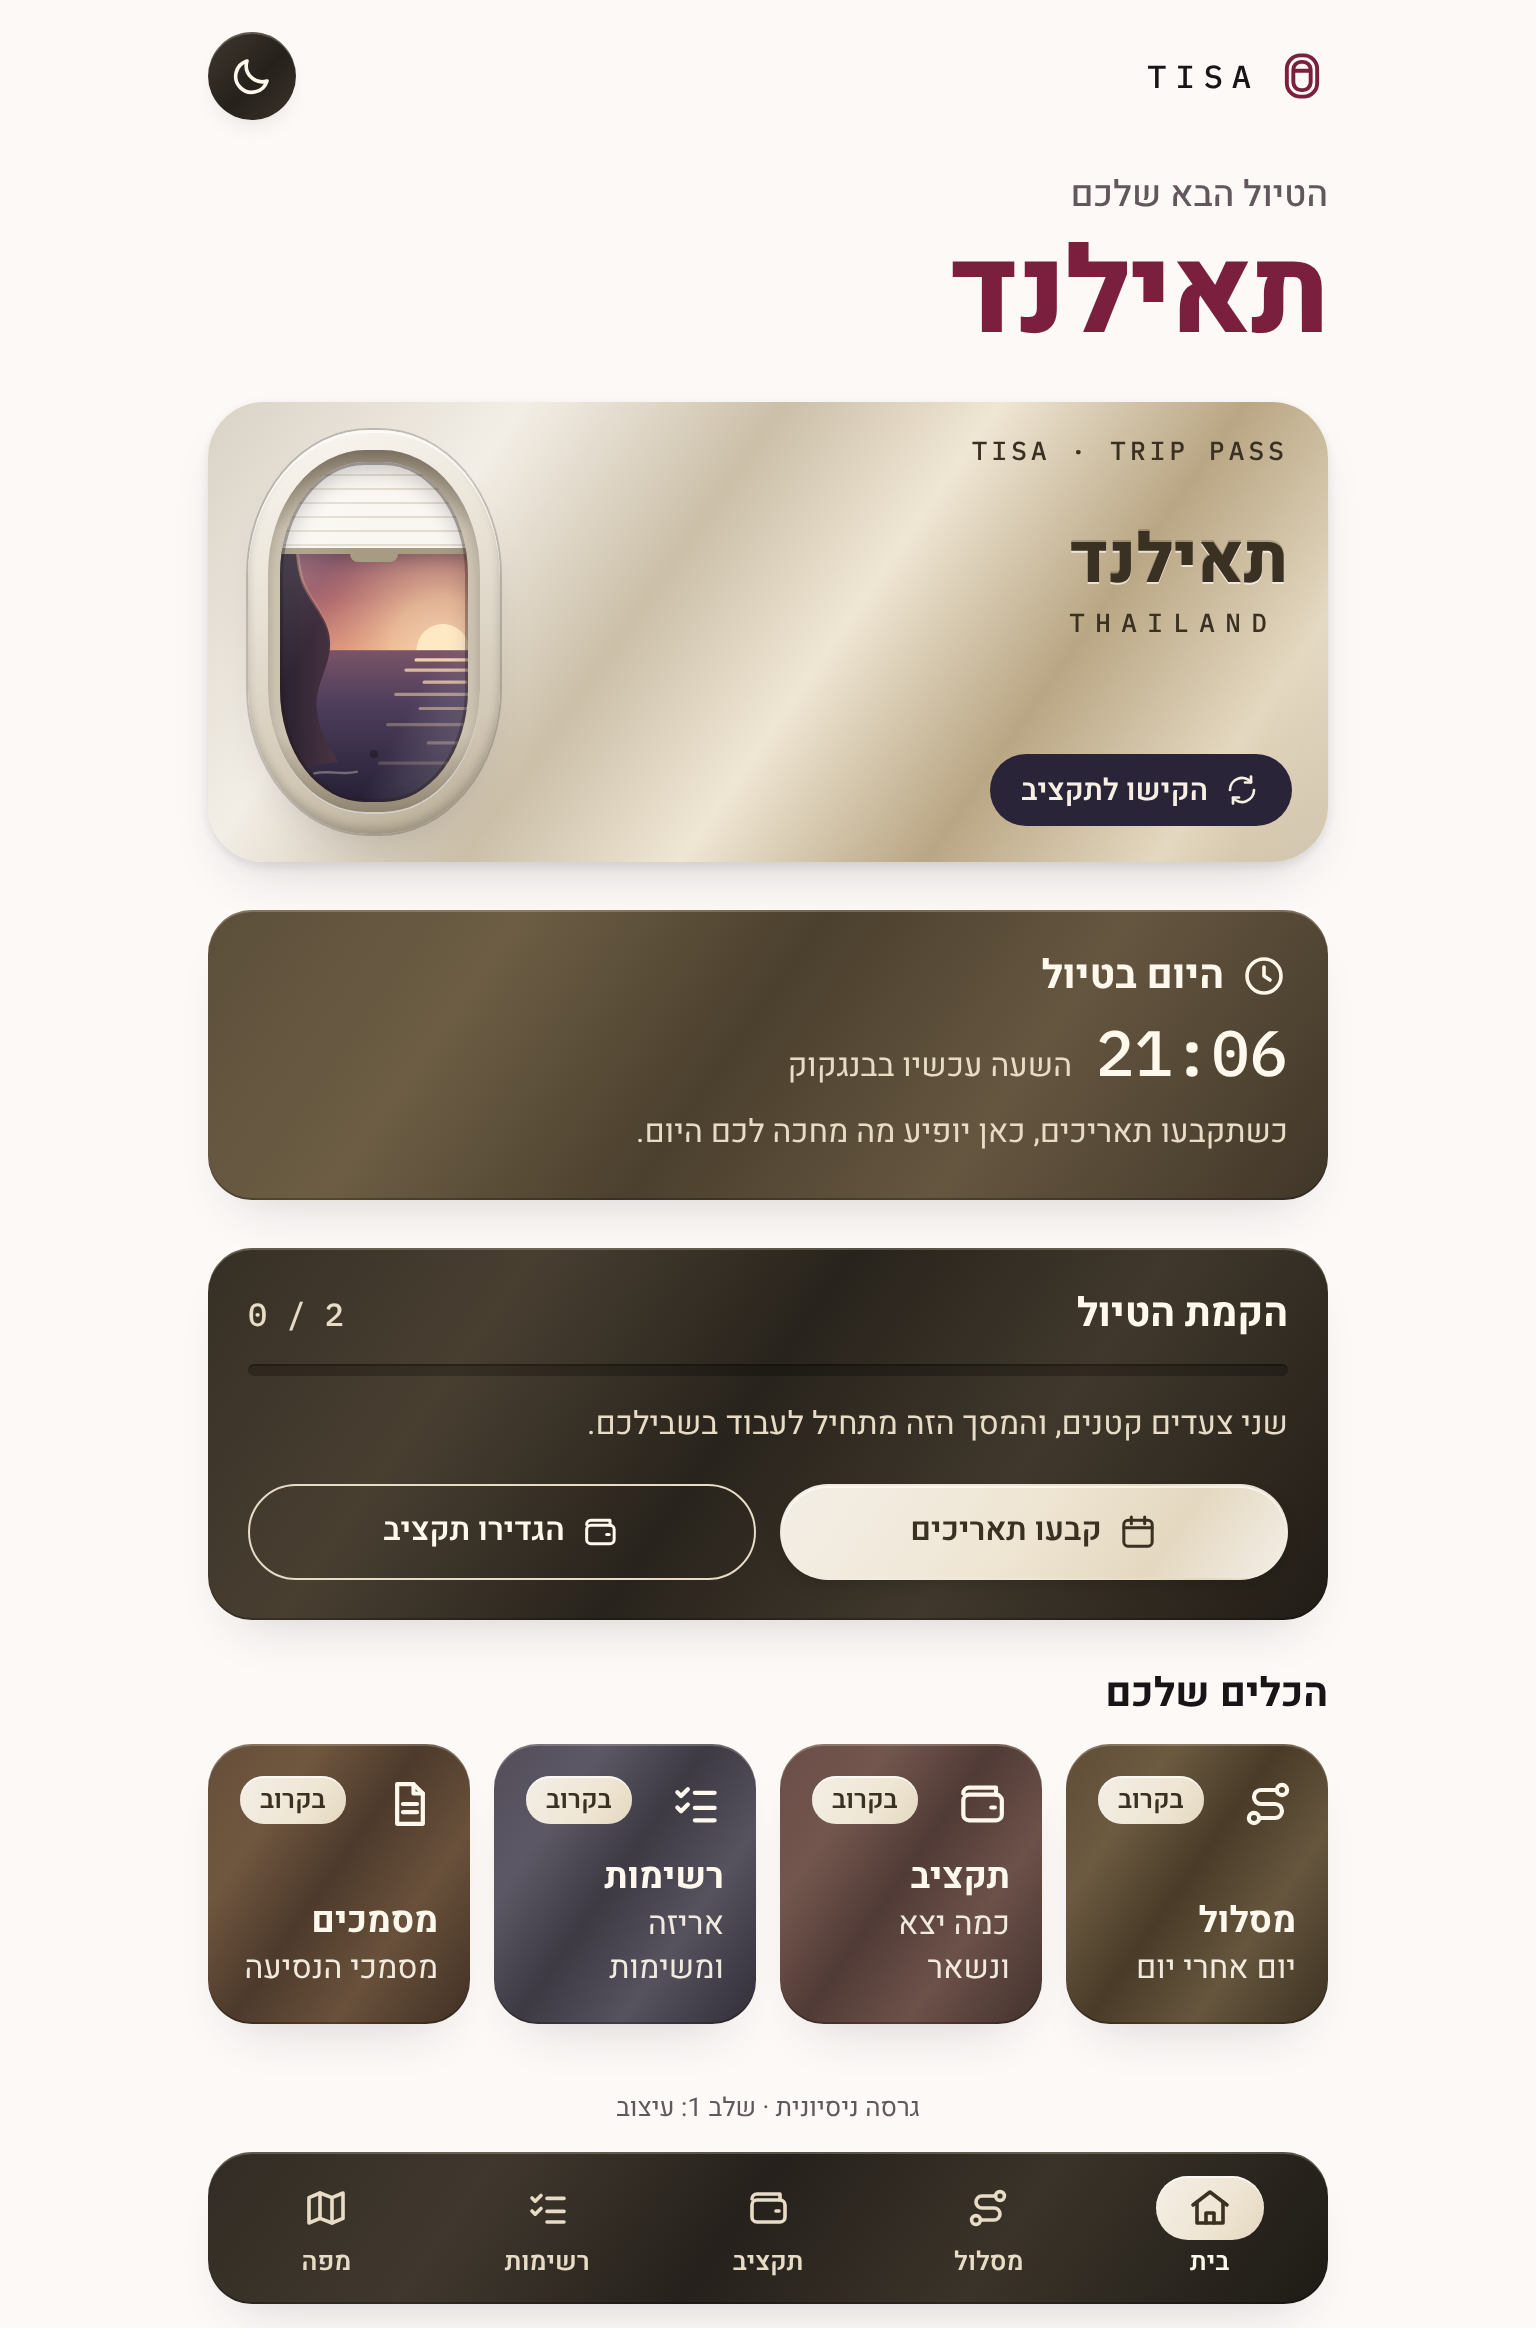 TISA
הטיול הבא שלכם
תאילנד
TISA · TRIP PASS
תאילנד
THAILAND
הקישו לתקציב
היום בטיול
21:06 השעה עכשיו בבנגקוק
כשתקבעו תאריכים, כאן יופיע מה מחכה לכם היום.
הקמת הטיול
0 / 2
שני צעדים קטנים, והמסך הזה מתחיל לעבוד בשבילכם.
קבעו תאריכים
הגדירו תקציב
הכלים שלכם
בקרוב
מסלול
יום אחרי יום
בקרוב
תקציב
כמה יצא
ונשאר
בקרוב
רשימות
אריזה
ומשימות
בקרוב
מסמכים
מסמכי הנסיעה
גרסה ניסיונית · שלב 1: עיצוב
בית
מסלול
תקציב
רשימות
מפה